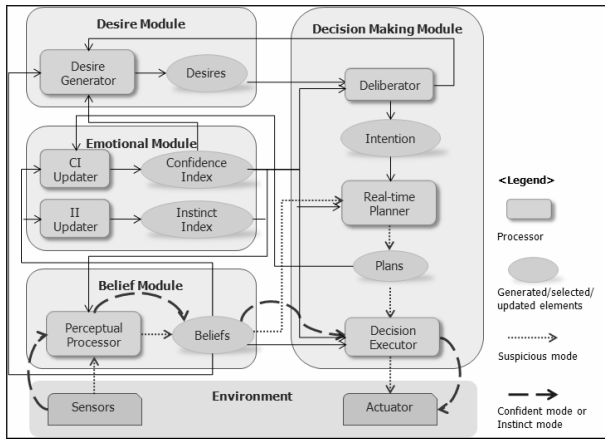 Desire Module
Desire
Generator
Desires
Decision Making Module
Deliberator
Intention
Real-time
Planner
Plans
Decision
Executor
Emotional Module
CI
Updater
Confidence
Index
II
Updater
Instinct
Index
Belief Module
Perceptual
Processor
Beliefs
Environment
Sensors
Actuator
<Legend>
Processor
Generated/selected/
updated elements
Suspicious mode
Confident mode or
Instinct mode